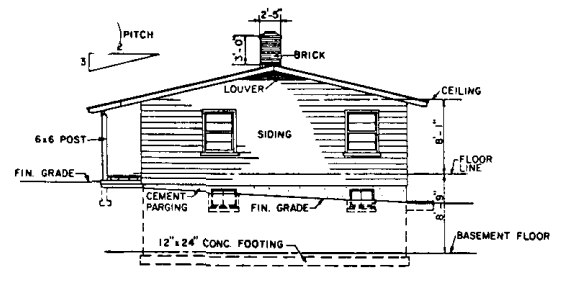 2'-5"
PITCH
2
3
3'-0"
BRICK
LOUVER
CEILING
6x6 POST
SIDING
8'-1"
FLOOR LINE
FIN. GRADE
CEMENT PARGING
FIN. GRADE
8'-9"
BASEMENT FLOOR
12"x24" CONC. FOOTING